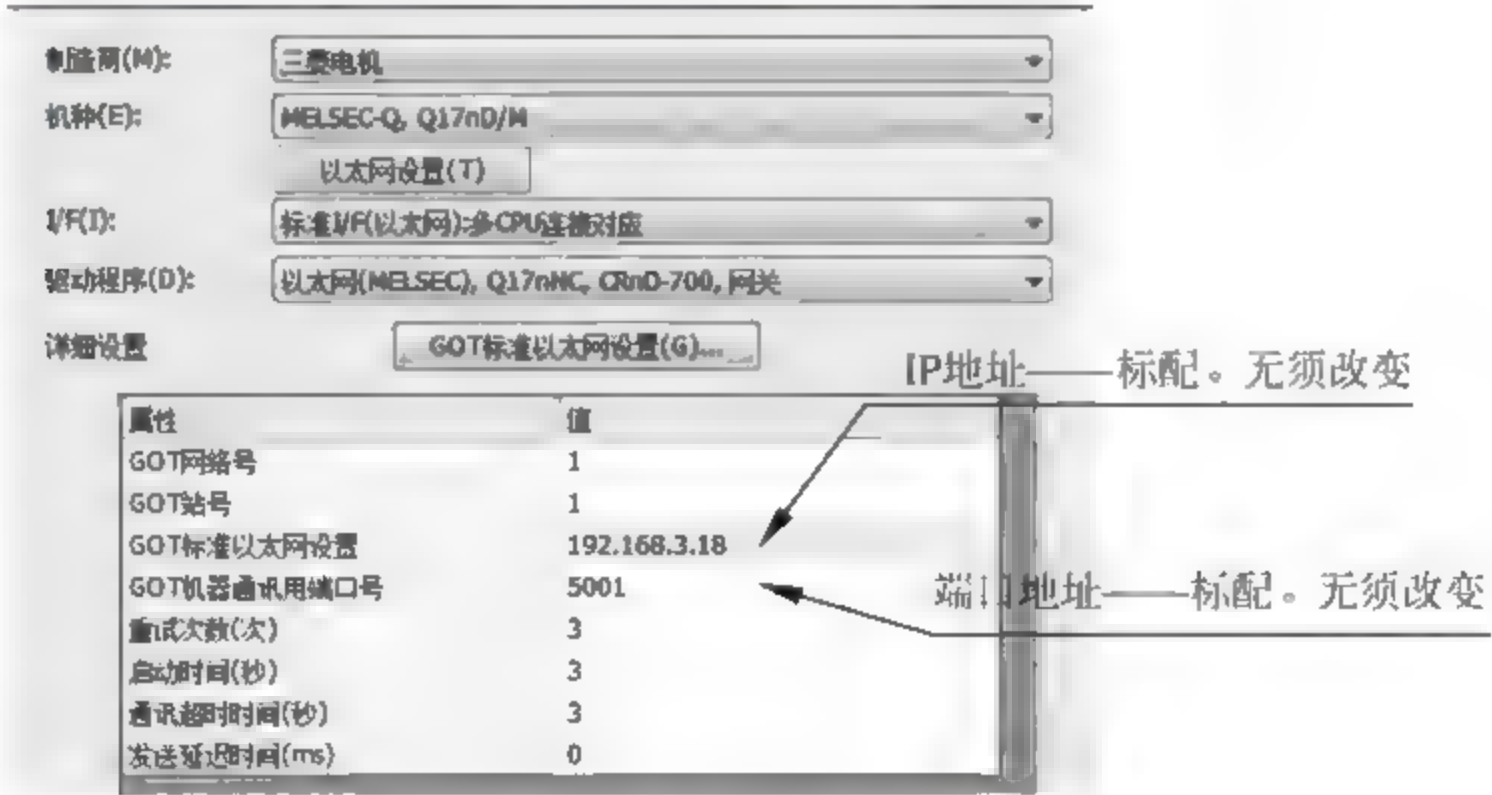 制造商(M): 三菱电机
机种(E): MELSEC-Q, Q17nD/M
以太网设置(T)
I/F(I): 标准I/F(以太网):多CPU连接对应
驱动程序(D): 以太网(MELSEC), Q17nNC, CRnD-700, 网关
详细设置 GOT标准以太网设置(G)...
IP地址——标配。无须改变
属性 值
GOT网络号 1
GOT站号 1
GOT标准以太网设置 192.168.3.18
GOT机器通讯用端口号 5001
端口地址——标配。无须改变
重试次数(次) 3
启动时间(秒) 3
通讯超时时间(秒) 3
发送延迟时间(ms) 0